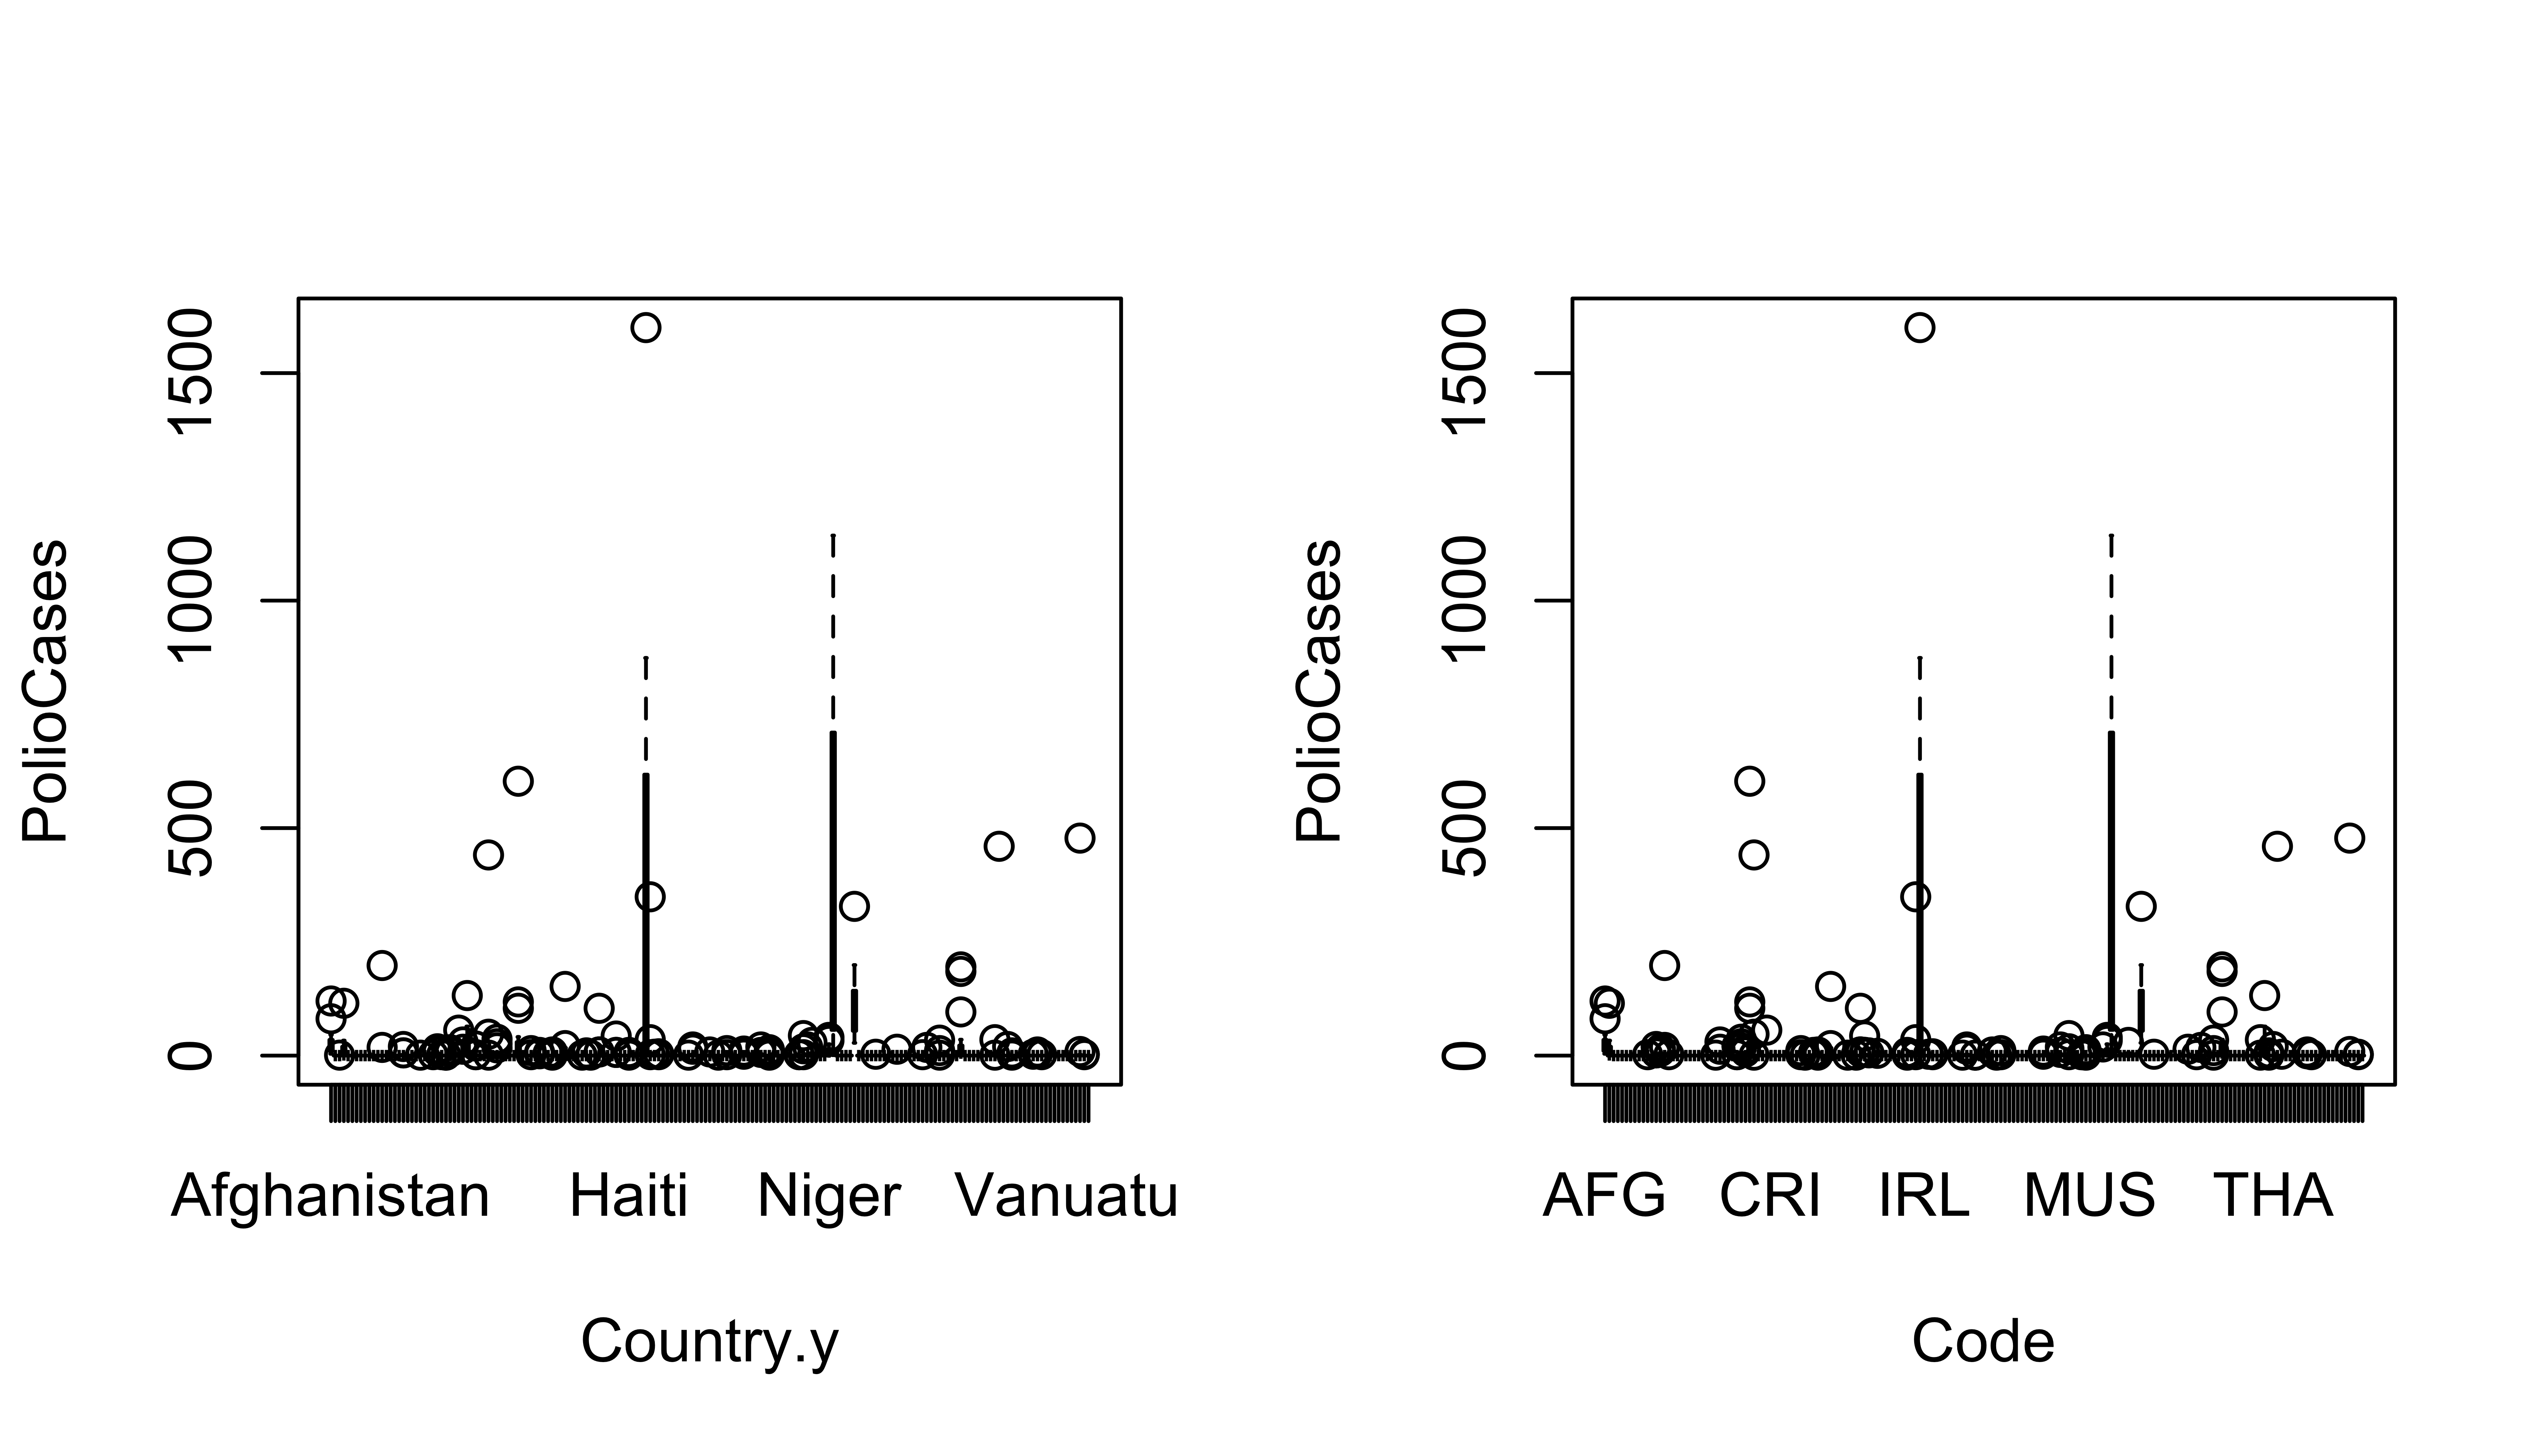 PolioCases
0
500
1000
1500
Afghanistan Haiti Niger Vanuatu
Country.y
PolioCases
0
500
1000
1500
AFG CRI IRL MUS THA
Code